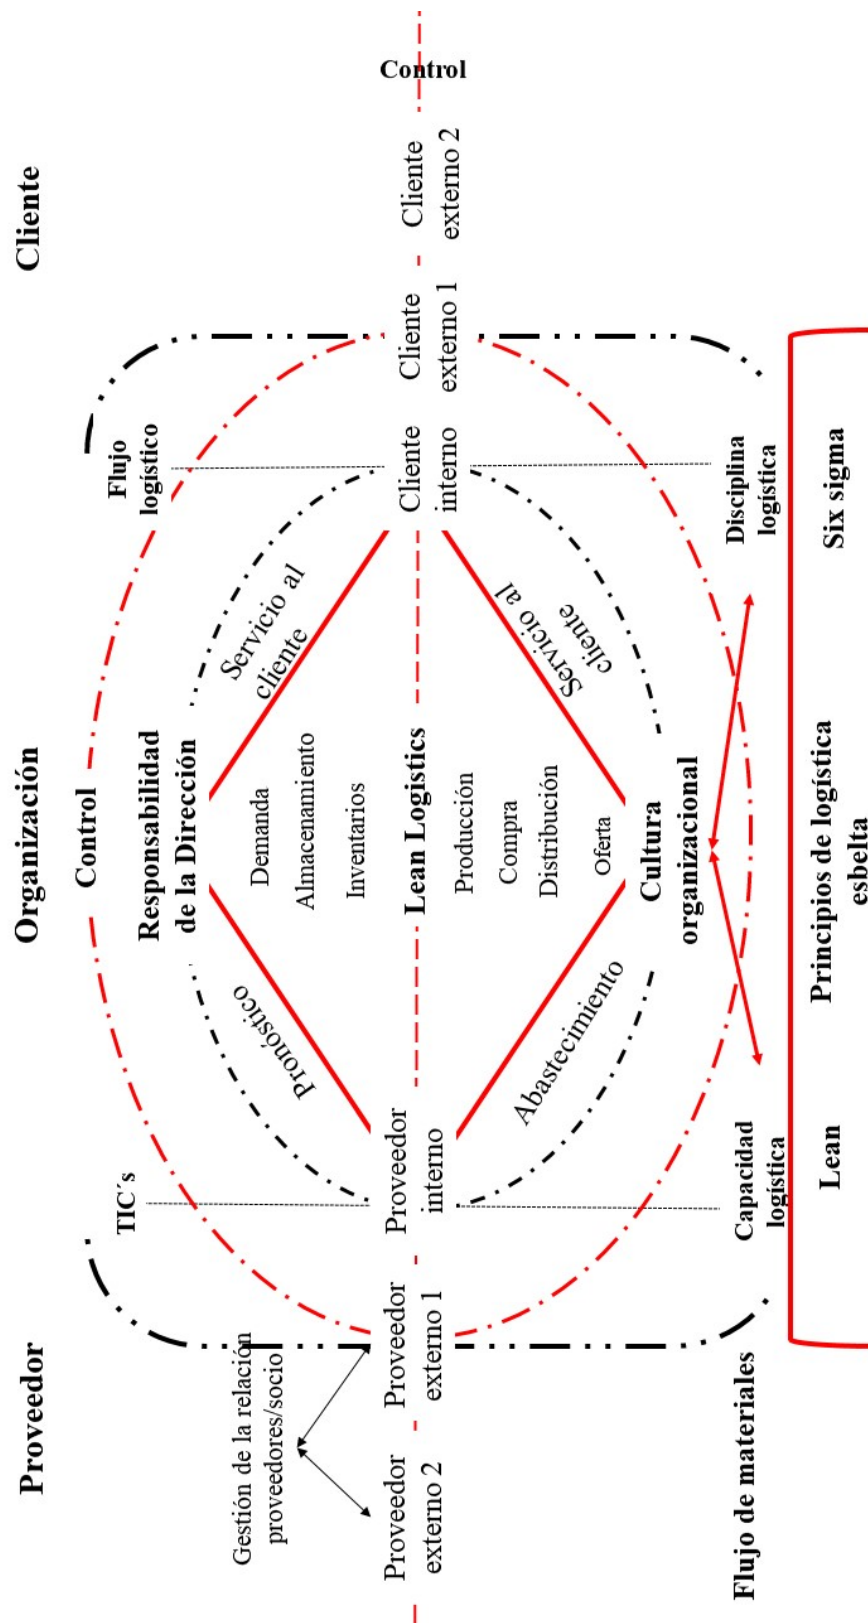 Proveedor
Organización
Cliente
Control
TIC´s
Flujo
logístico
Responsabilidad
de la Dirección
Gestión de la relación
proveedores/socio
Pronóstico
Servicio al
cliente
Demanda
Almacenamiento
Inventarios
Proveedor
externo 2
Proveedor
externo 1
Proveedor
interno
Lean Logistics
Cliente
interno
Cliente
externo 1
Cliente
externo 2
Control
Producción
Compra
Distribución
Oferta
Abastecimiento
Servicio al
cliente
Cultura
organizacional
Flujo de materiales
Capacidad
logística
Disciplina
logística
Lean
Principios de logística
esbelta
Six sigma